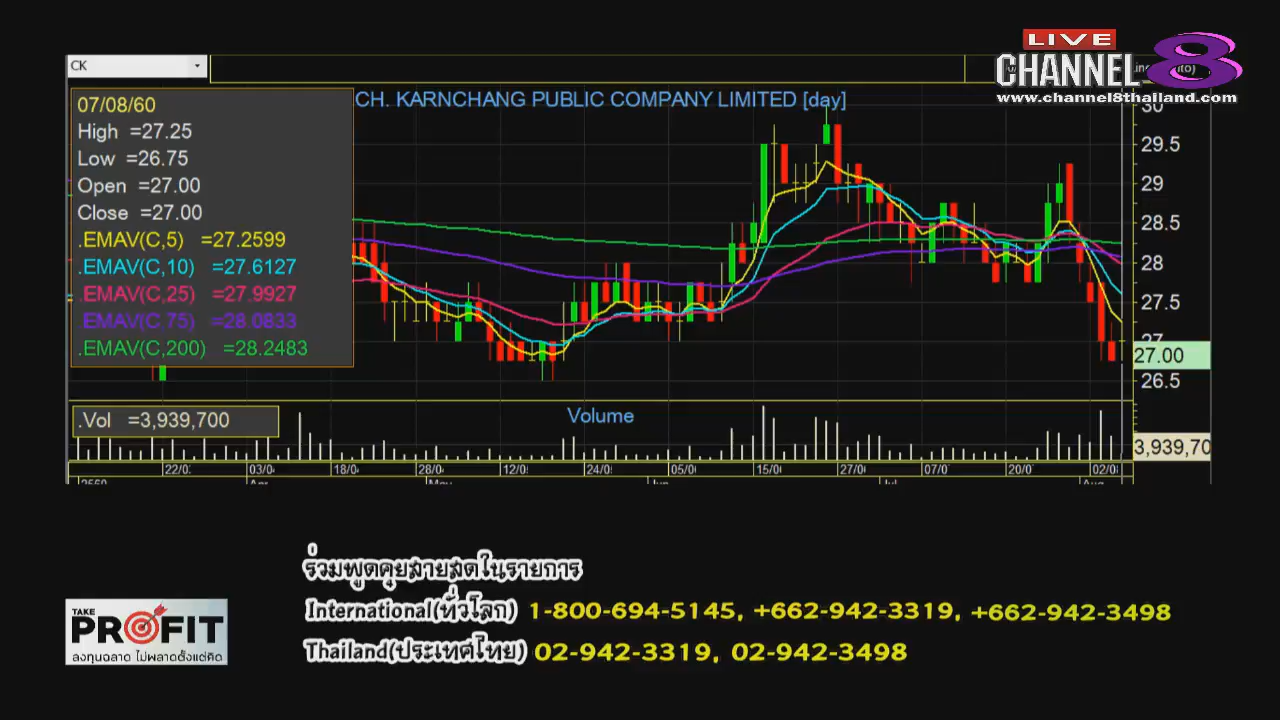 LIVE
CHANNEL 8
www.channel8thailand.com
CK
07/08/60
CH. KARNCHANG PUBLIC COMPANY LIMITED [day]
High =27.25
Low =26.75
Open =27.00
Close =27.00
.EMAV(C,5) =27.2599
.EMAV(C,10) =27.6127
.EMAV(C,25) =27.9927
.EMAV(C,75) =28.0833
.EMAV(C,200) =28.2483
30
29.5
29
28.5
28
27.5
27
27.00
26.5
.Vol =3,939,700
Volume
3,939,70
22/0 03/0 18/0 28/0 12/0 24/0 05/0 15/0 27/0 07/0 20/0 02/0
2560 Apr May Jun Jul Aug
ร่วมพูดคุยสายสดในรายการ
International(ทั่วโลก) 1-800-694-5145, +662-942-3319, +662-942-3498
Thailand(ประเทศไทย) 02-942-3319, 02-942-3498
TAKE
PROFIT
ลงทุนฉลาด ไม่พลาดตั้งแต่คิด